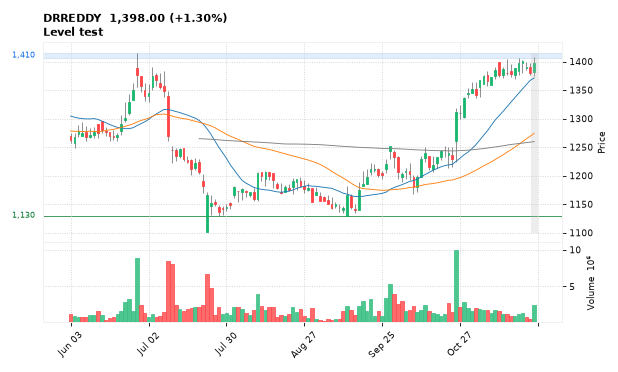 DRREDDY 1,398.00 (+1.30%)
Level test
1,410
1,130
1400
1350
1300
1250
1200
1150
1100
Price
10
5
Volume 10⁶
Jun 03
Jul 02
Jul 30
Aug 27
Sep 25
Oct 27